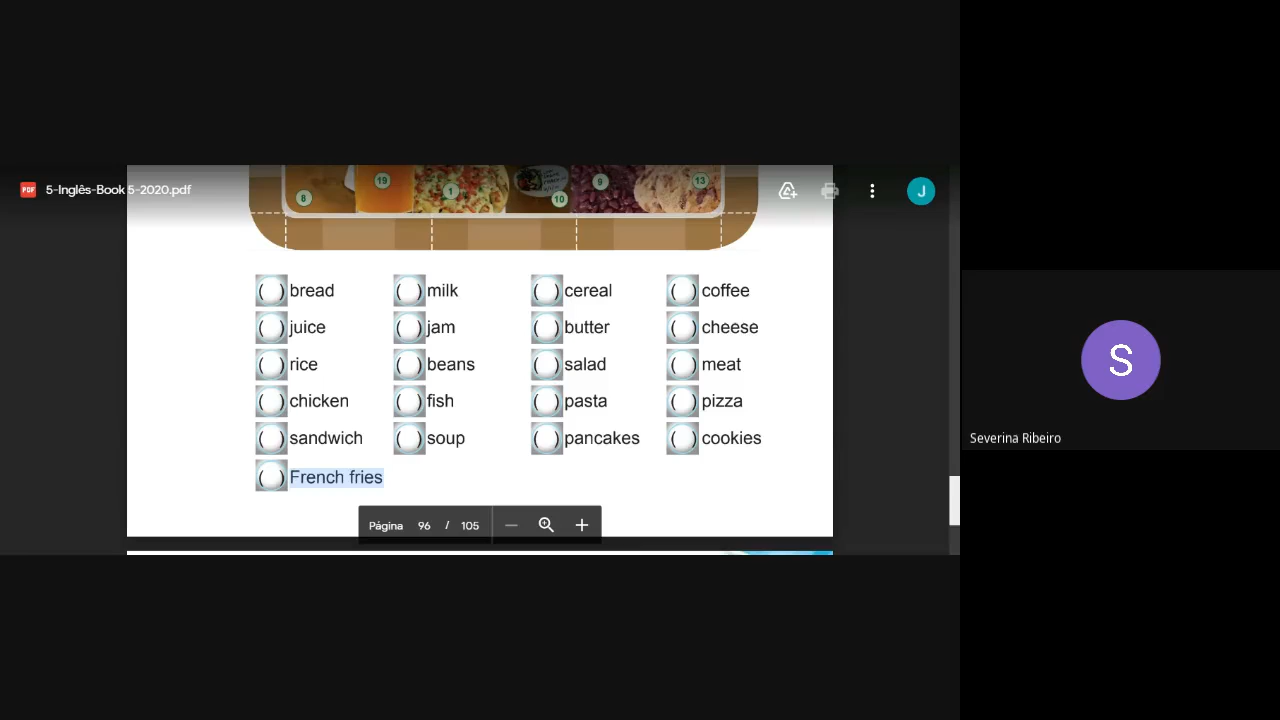 5-Inglês-Book 5-2020.pdf
J
8 19 1 10 9 13
( ) bread ( ) milk ( ) cereal ( ) coffee
( ) juice ( ) jam ( ) butter ( ) cheese
( ) rice ( ) beans ( ) salad ( ) meat
( ) chicken ( ) fish ( ) pasta ( ) pizza
( ) sandwich ( ) soup ( ) pancakes ( ) cookies
( ) French fries
Página 96 / 105
S
Severina Ribeiro